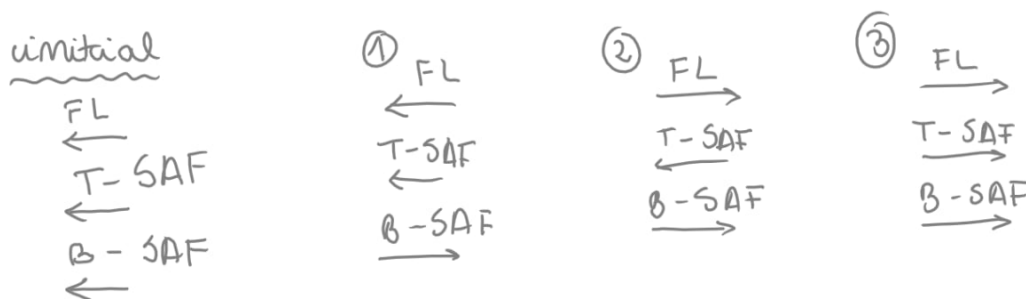 initial
FL
T- SAF
B - SAF
①
FL
T-SAF
B-SAF
②
FL
T- SAF
B-SAF
③
FL
T-SAF
B-SAF